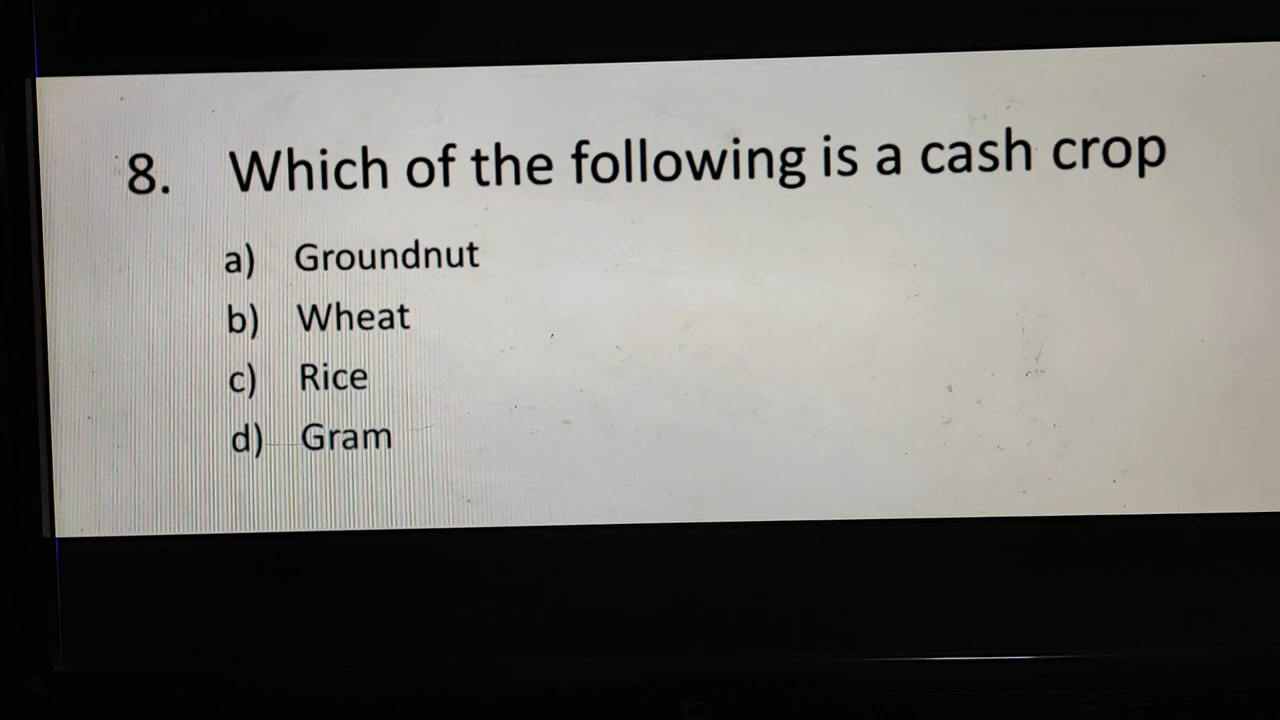 8. Which of the following is a cash crop
a) Groundnut
b) Wheat
c) Rice
d) Gram